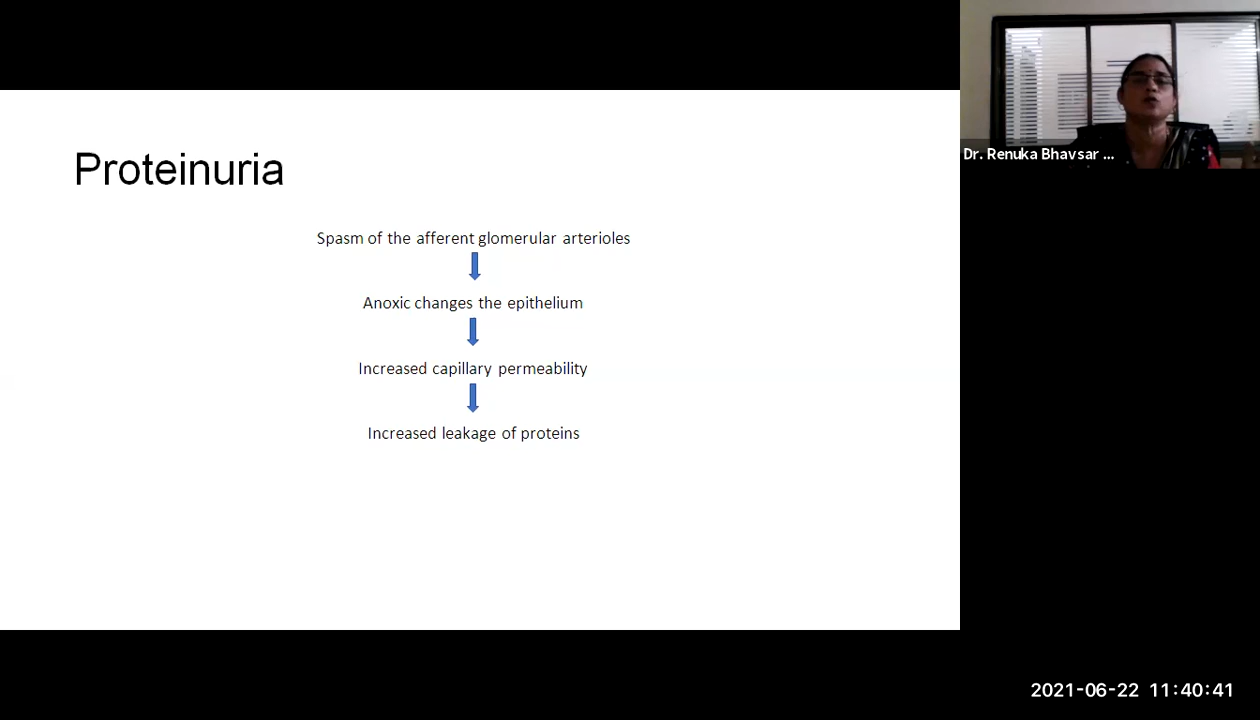 Proteinuria
Spasm of the afferent glomerular arterioles
Anoxic changes the epithelium
Increased capillary permeability
Increased leakage of proteins
Dr. Renuka Bhavsar ...
2021-06-22 11:40:41